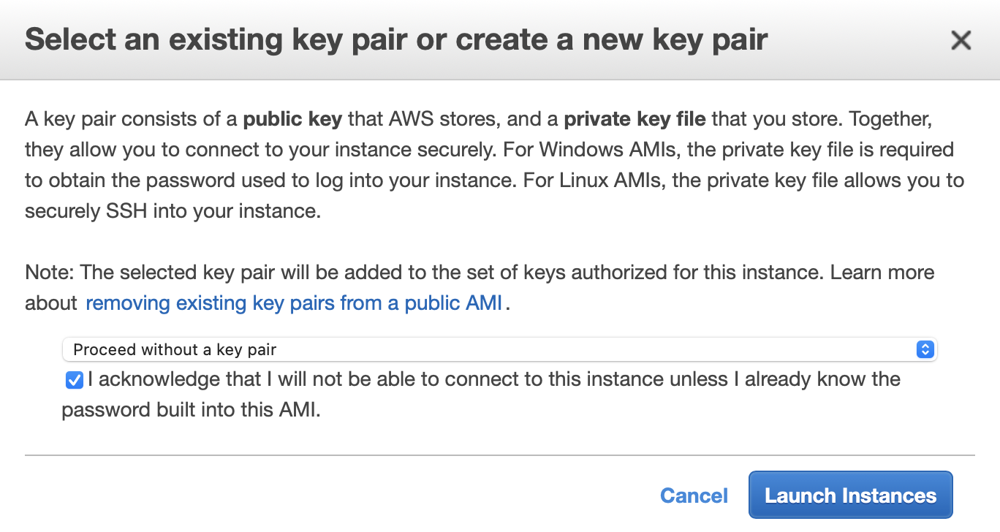 Select an existing key pair or create a new key pair
A key pair consists of a public key that AWS stores, and a private key file that you store. Together,
they allow you to connect to your instance securely. For Windows AMIs, the private key file is required
to obtain the password used to log into your instance. For Linux AMIs, the private key file allows you to
securely SSH into your instance.
Note: The selected key pair will be added to the set of keys authorized for this instance. Learn more
about removing existing key pairs from a public AMI.
Proceed without a key pair
I acknowledge that I will not be able to connect to this instance unless I already know the
password built into this AMI.
Cancel Launch Instances